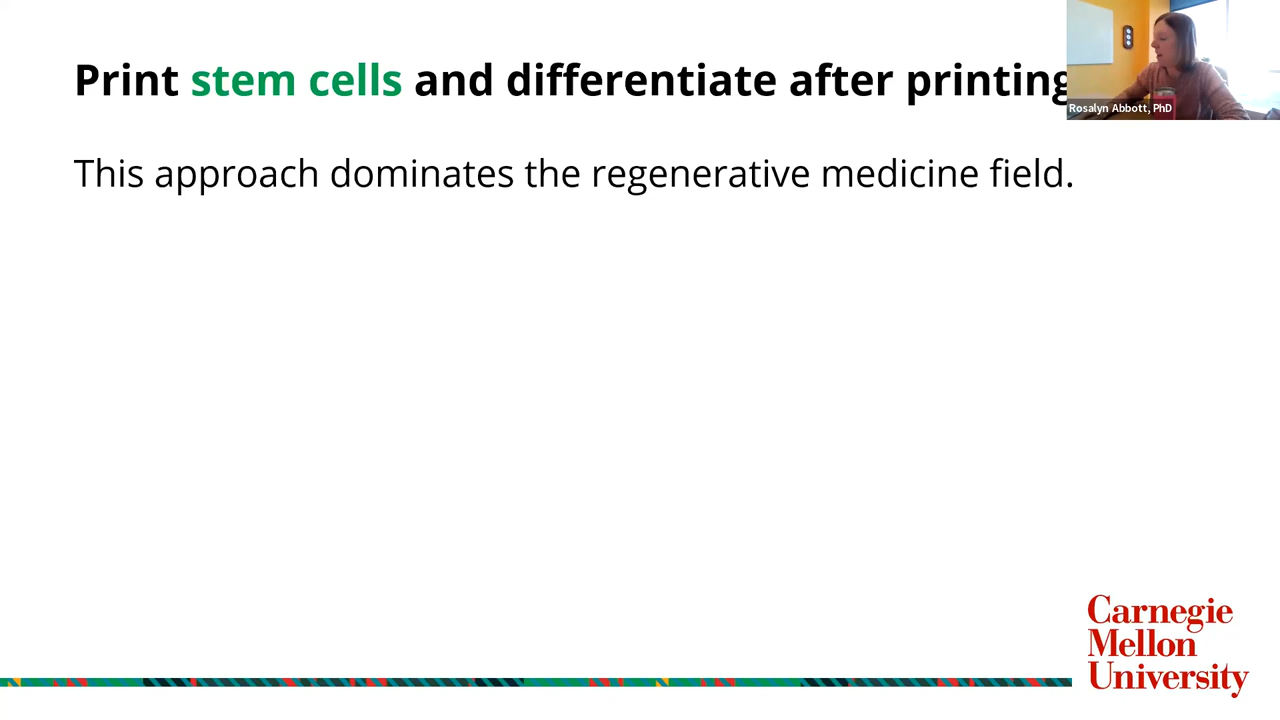 Print stem cells and differentiate after printing
Rosalyn Abbott, PhD
This approach dominates the regenerative medicine field.
Carnegie
Mellon
University